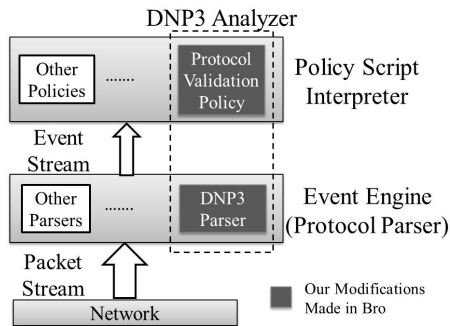 DNP3 Analyzer
Other
Policies
.......
Protocol
Validation
Policy
Policy Script
Interpreter
Event
Stream
Other
Parsers
.......
DNP3
Parser
Event Engine
(Protocol Parser)
Packet
Stream
Network
Our Modifications
Made in Bro